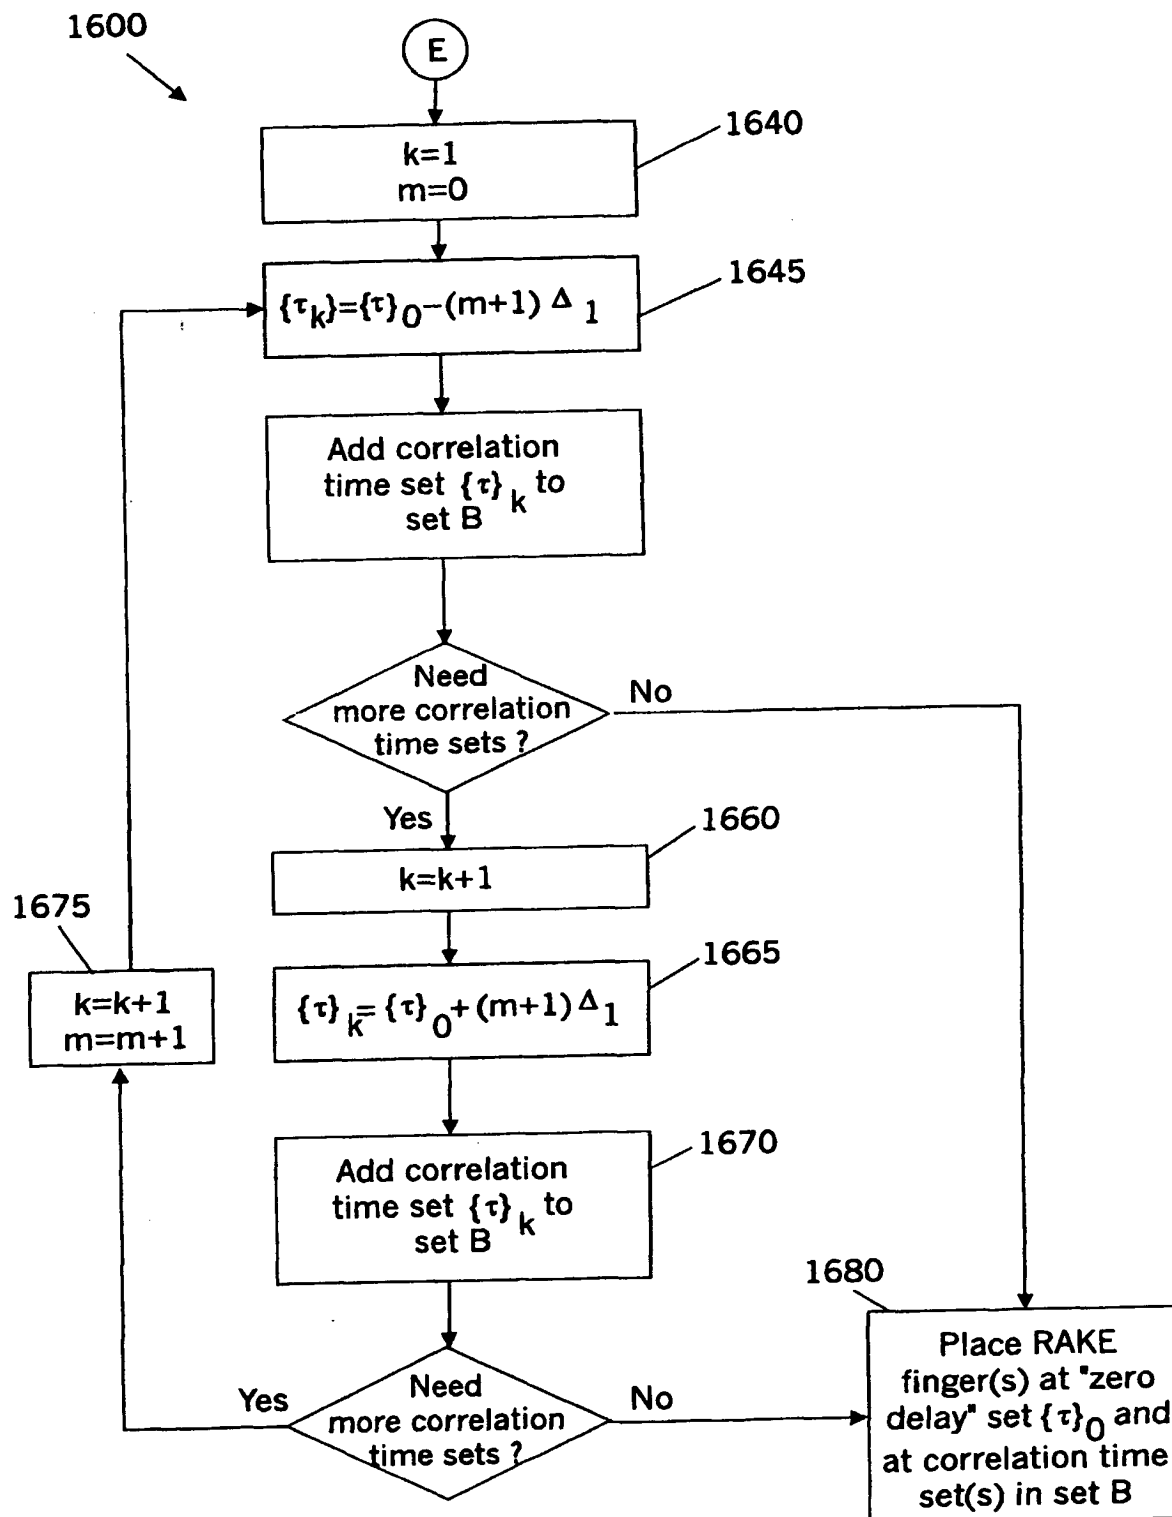 1600
E
k=1
m=0
1640
{τk}={τ}0-(m+1) Δ 1
1645
Add correlation
time set {τ}k to
set B
Need
more correlation
time sets ?
No
Yes
1660
k=k+1
1675
k=k+1
m=m+1
1665
{τ}k={τ}0+(m+1) Δ1
1670
Add correlation
time set {τ}k to
set B
1680
Need
more correlation
time sets ?
Yes
No
Place RAKE
finger(s) at "zero
delay" set {τ}0 and
at correlation time
set(s) in set B